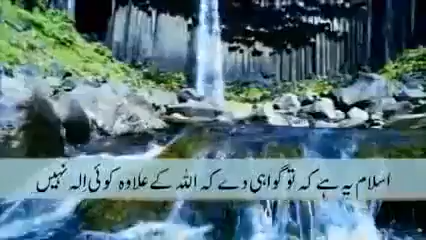 اسلام یہ ہے کہ تو گواہی دے کہ اللہ کے علاوہ کوئی الٰہ نہیں